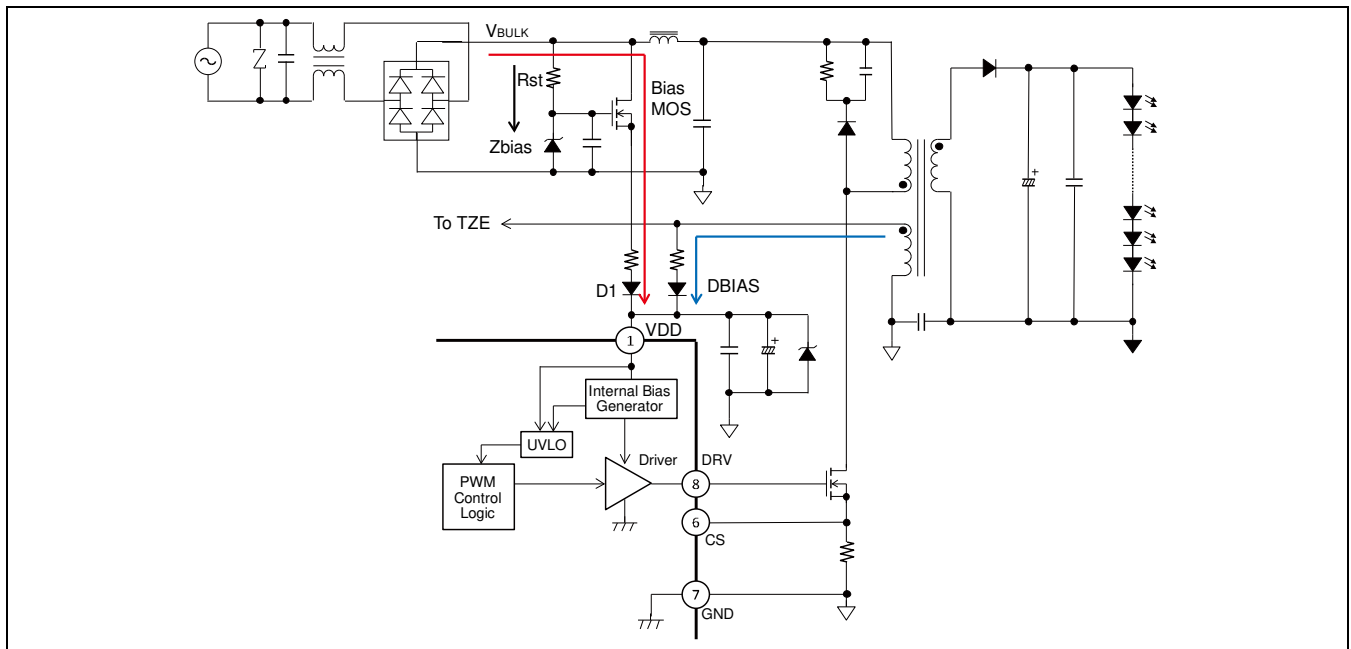 VBULK
Rst
Bias
MOS
Zbias
+
To TZE
D1
DBIAS
1
VDD
+
Internal Bias
Generator
UVLO
Driver
DRV
PWM
Control
Logic
8
6
CS
7
GND